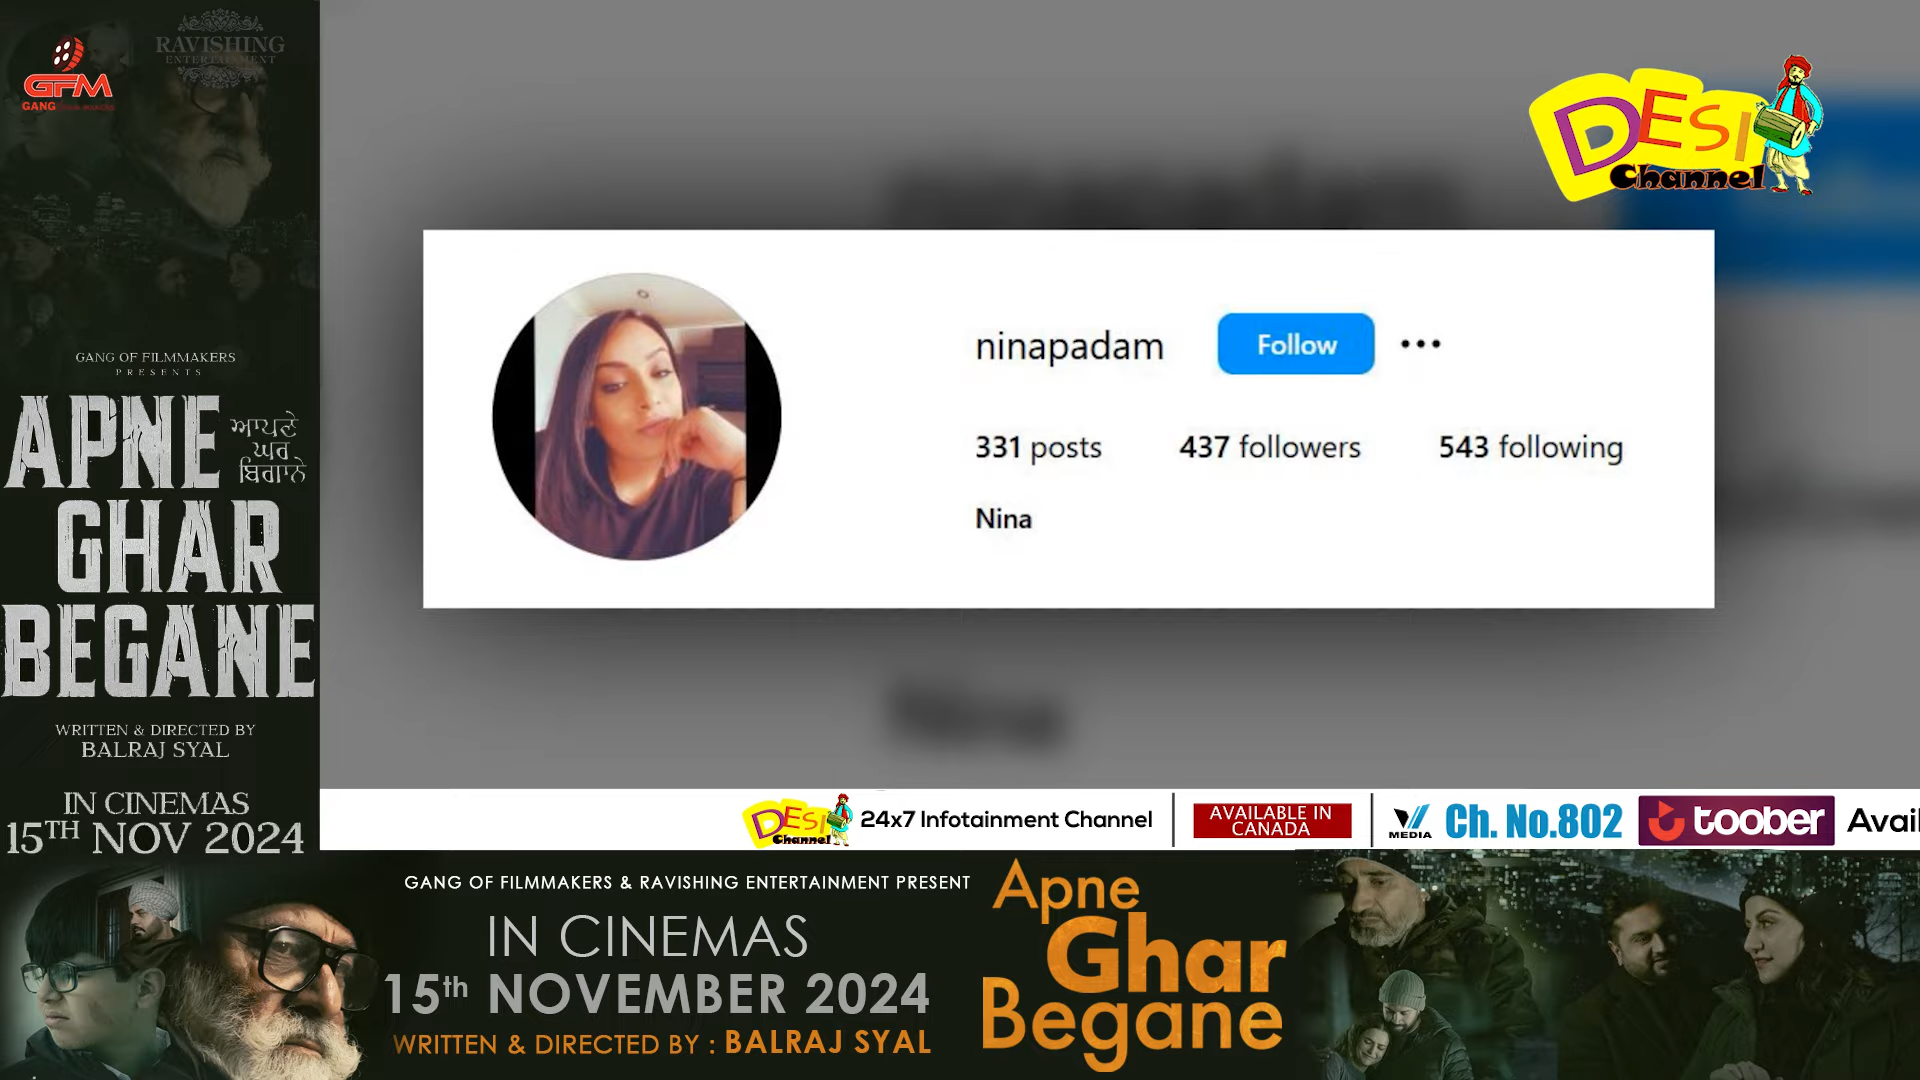 GFM
GANG
RAVISHING
ENTERTAINMENT
GANG OF FILMMAKERS
PRESENTS
APNE
ਆਪਣੇ
ਘਰ
ਬਿਗਾਨੇ
GHAR
BEGANE
WRITTEN & DIRECTED BY
BALRAJ SYAL
IN CINEMAS
15TH NOV 2024
DESI
Channel
ninapadam
Follow
331 posts 437 followers 543 following
Nina
Nina
DESI
Channel
24x7 Infotainment Channel
AVAILABLE IN
CANADA
MEDIA
Ch. No.802
toober
Avail
GANG OF FILMMAKERS & RAVISHING ENTERTAINMENT PRESENT
IN CINEMAS
15th NOVEMBER 2024
WRITTEN & DIRECTED BY : BALRAJ SYAL
Apne
Ghar
Begane